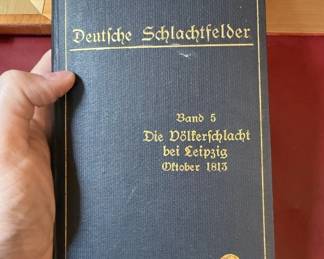 Deutſche Schlachtfelder
Band 5
Die Völkerſchlacht
bei Leipzig
Oktober 1813